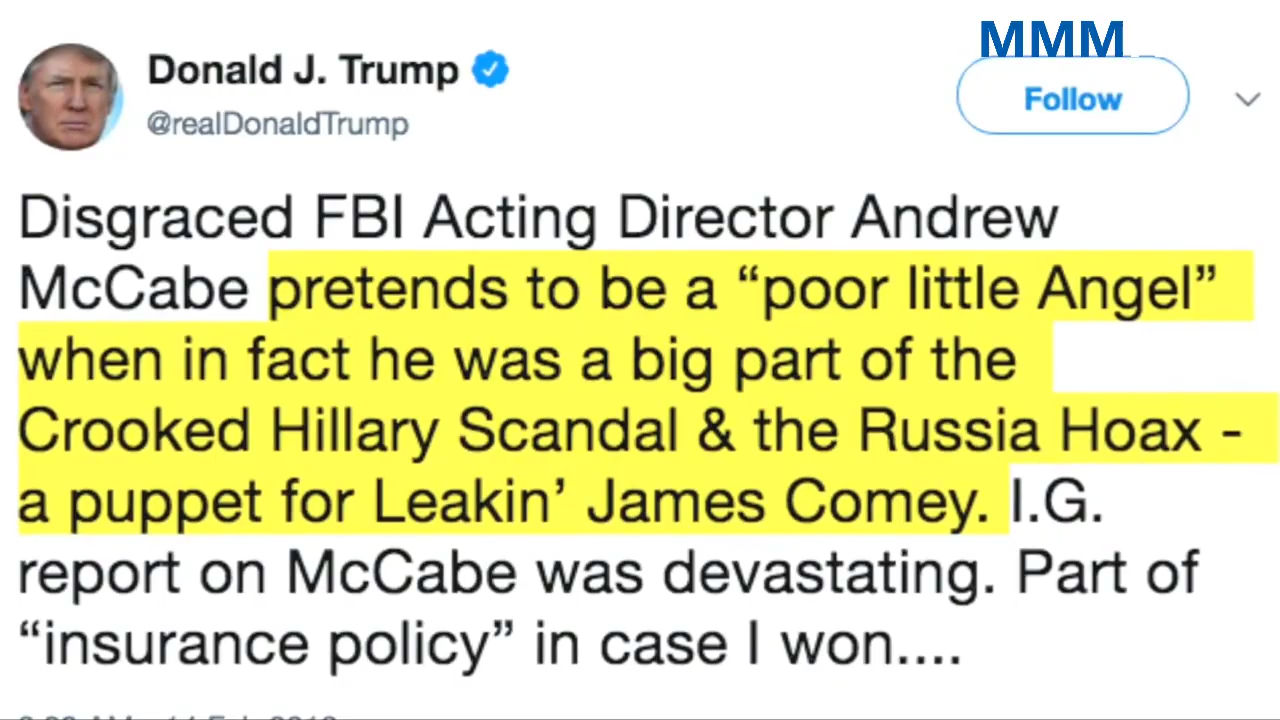 MMM
Donald J. Trump
Follow
@realDonaldTrump
Disgraced FBI Acting Director Andrew
McCabe pretends to be a “poor little Angel”
when in fact he was a big part of the
Crooked Hillary Scandal & the Russia Hoax -
a puppet for Leakin’ James Comey. I.G.
report on McCabe was devastating. Part of
“insurance policy” in case I won....